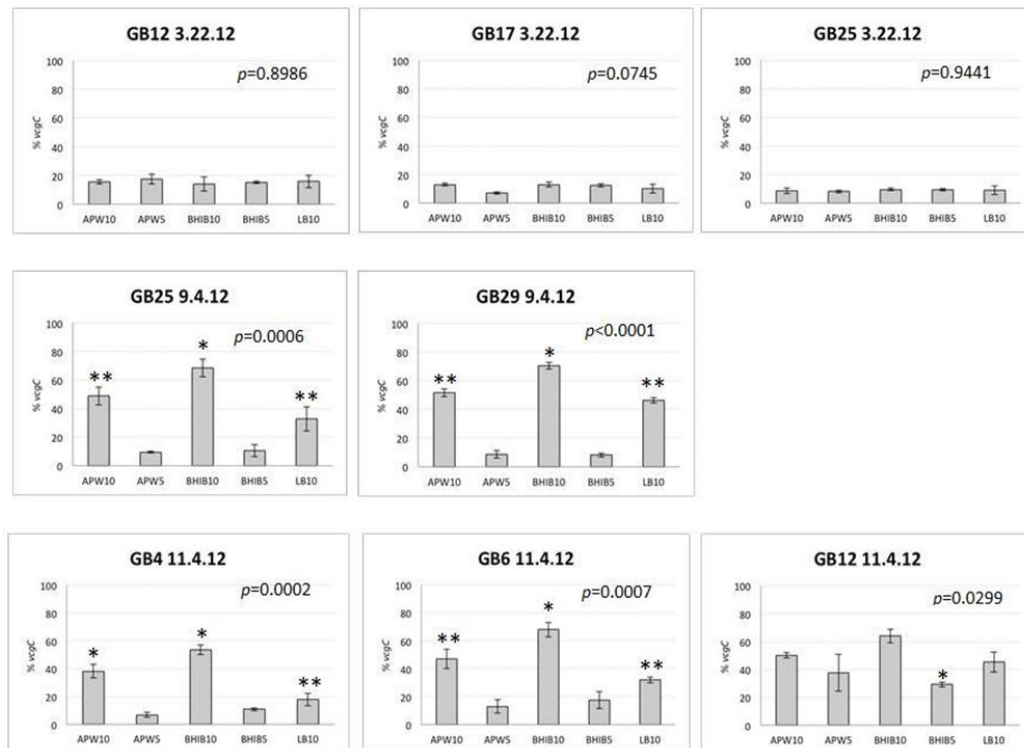 GB12 3.22.12
p=0.8986
% vcgC
100
80
60
40
20
0
APW10 APW5 BHIB10 BHIB5 LB10
GB17 3.22.12
p=0.0745
% vcgC
100
80
60
40
20
0
APW10 APW5 BHIB10 BHIB5 LB10
GB25 3.22.12
p=0.9441
% vcgC
100
80
60
40
20
0
APW10 APW5 BHIB10 BHIB5 LB10
GB25 9.4.12
p=0.0006
% vcgC
100
80
60
40
20
0
** * **
APW10 APW5 BHIB10 BHIB5 LB10
GB29 9.4.12
p<0.0001
% vcgC
100
80
60
40
20
0
** * **
APW10 APW5 BHIB10 BHIB5 LB10
GB4 11.4.12
p=0.0002
% vcgC
100
80
60
40
20
0
* * **
APW10 APW5 BHIB10 BHIB5 LB10
GB6 11.4.12
p=0.0007
% vcgC
100
80
60
40
20
0
** * **
APW10 APW5 BHIB10 BHIB5 LB10
GB12 11.4.12
p=0.0299
% vcgC
100
80
60
40
20
0
*
APW10 APW5 BHIB10 BHIB5 LB10